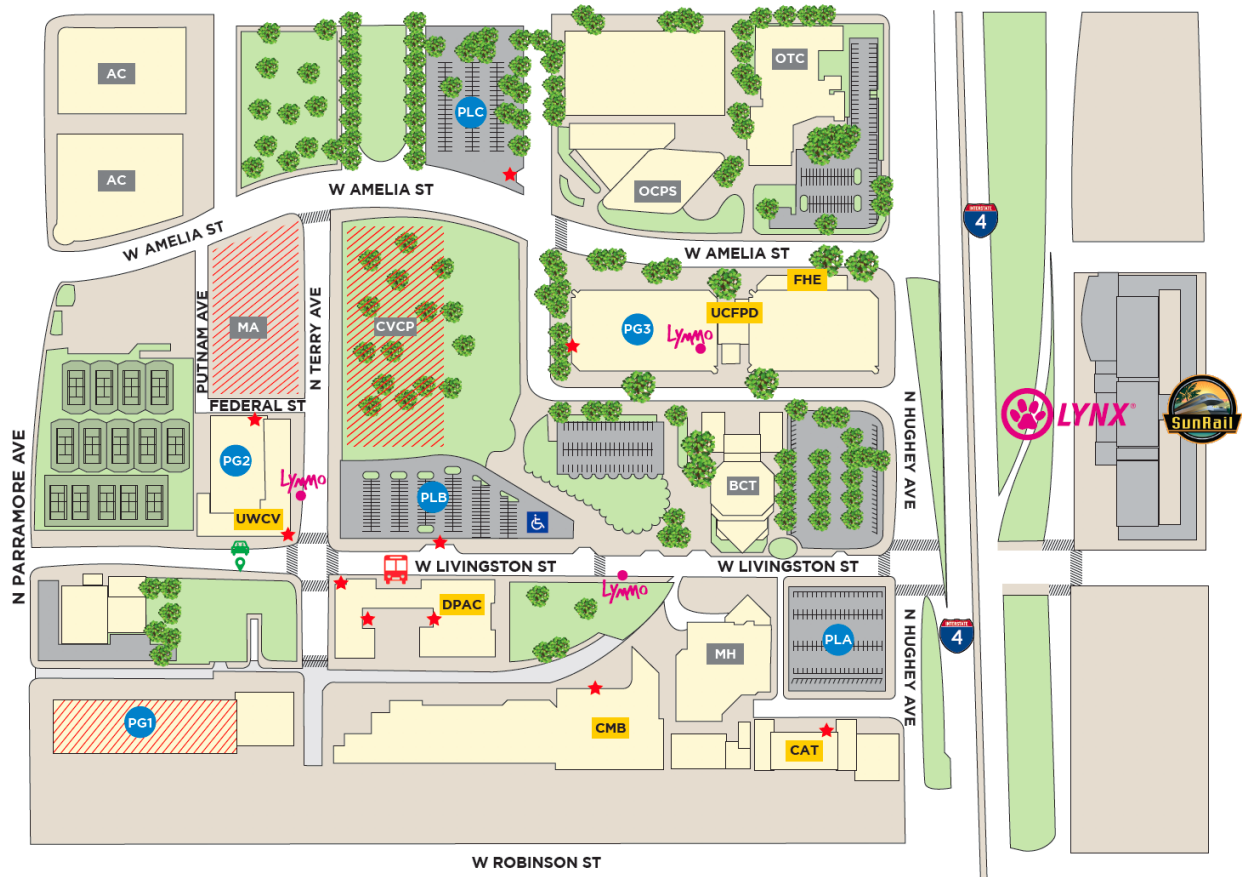 AC
PLC
OTC
AC
OCPS
W AMELIA ST
INTERSTATE
4
W AMELIA ST
W AMELIA ST
PUTNAM AVE
MA
N TERRY AVE
CVCP
PG3
UCFPD
FHE
Lymmo
FEDERAL ST
N HUGHEY AVE
LYNX®
SunRail
N PARRAMORE AVE
PG2
Lymmo
UWCV
PLB
BCT
W LIVINGSTON ST
W LIVINGSTON ST
Lymmo
DPAC
MH
PLA
N HUGHEY AVE
INTERSTATE
4
PG1
CMB
CAT
W ROBINSON ST